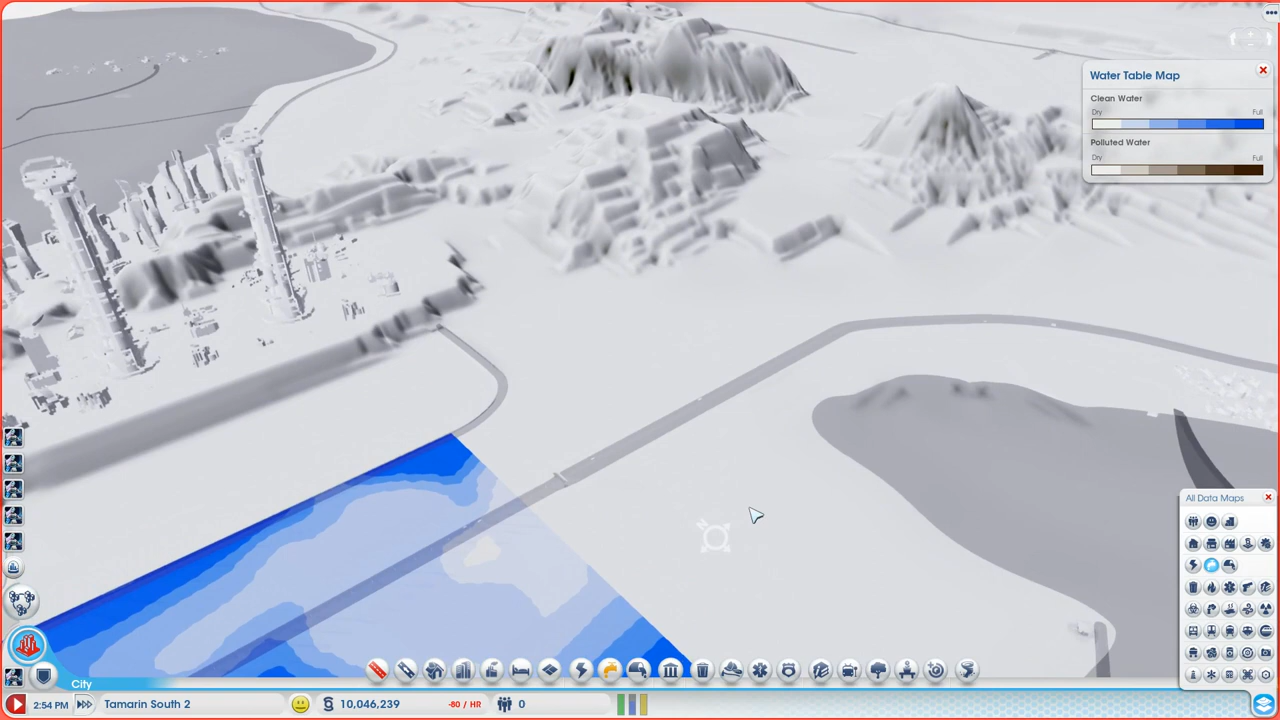 Water Table Map
Clean Water
Dry Full
Polluted Water
Dry Full
All Data Maps
City
2:54 PM Tamarin South 2 10,046,239 -80 / HR 0